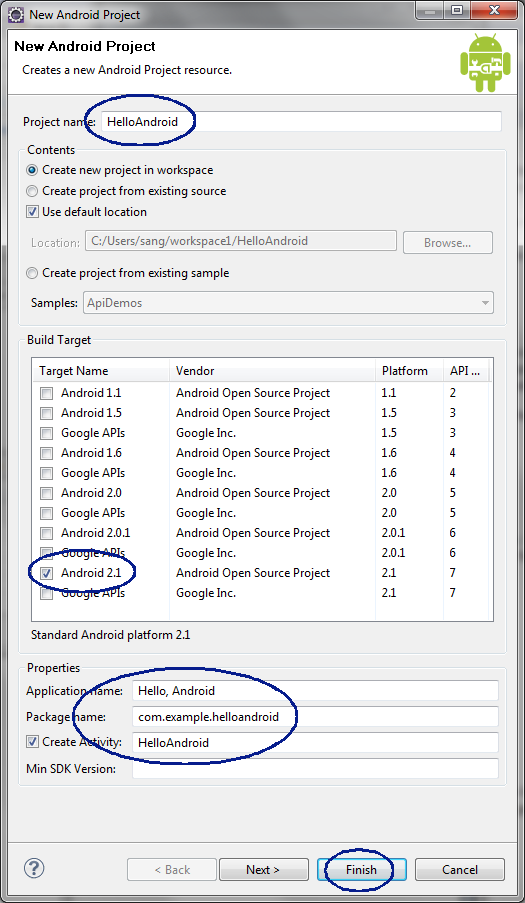 New Android Project
New Android Project
Creates a new Android Project resource.
Project name: HelloAndroid
Contents
Create new project in workspace
Create project from existing source
Use default location
Location: C:/Users/sang/workspace1/HelloAndroid Browse...
Create project from existing sample
Samples: ApiDemos
Build Target
Target Name Vendor Platform API ...
Android 1.1 Android Open Source Project 1.1 2
Android 1.5 Android Open Source Project 1.5 3
Google APIs Google Inc. 1.5 3
Android 1.6 Android Open Source Project 1.6 4
Google APIs Google Inc. 1.6 4
Android 2.0 Android Open Source Project 2.0 5
Google APIs Google Inc. 2.0 5
Android 2.0.1 Android Open Source Project 2.0.1 6
Google APIs Google Inc. 2.0.1 6
Android 2.1 Android Open Source Project 2.1 7
Google APIs Google Inc. 2.1 7
Standard Android platform 2.1
Properties
Application name: Hello, Android
Package name: com.example.helloandroid
Create Activity: HelloAndroid
Min SDK Version:
? < Back Next > Finish Cancel